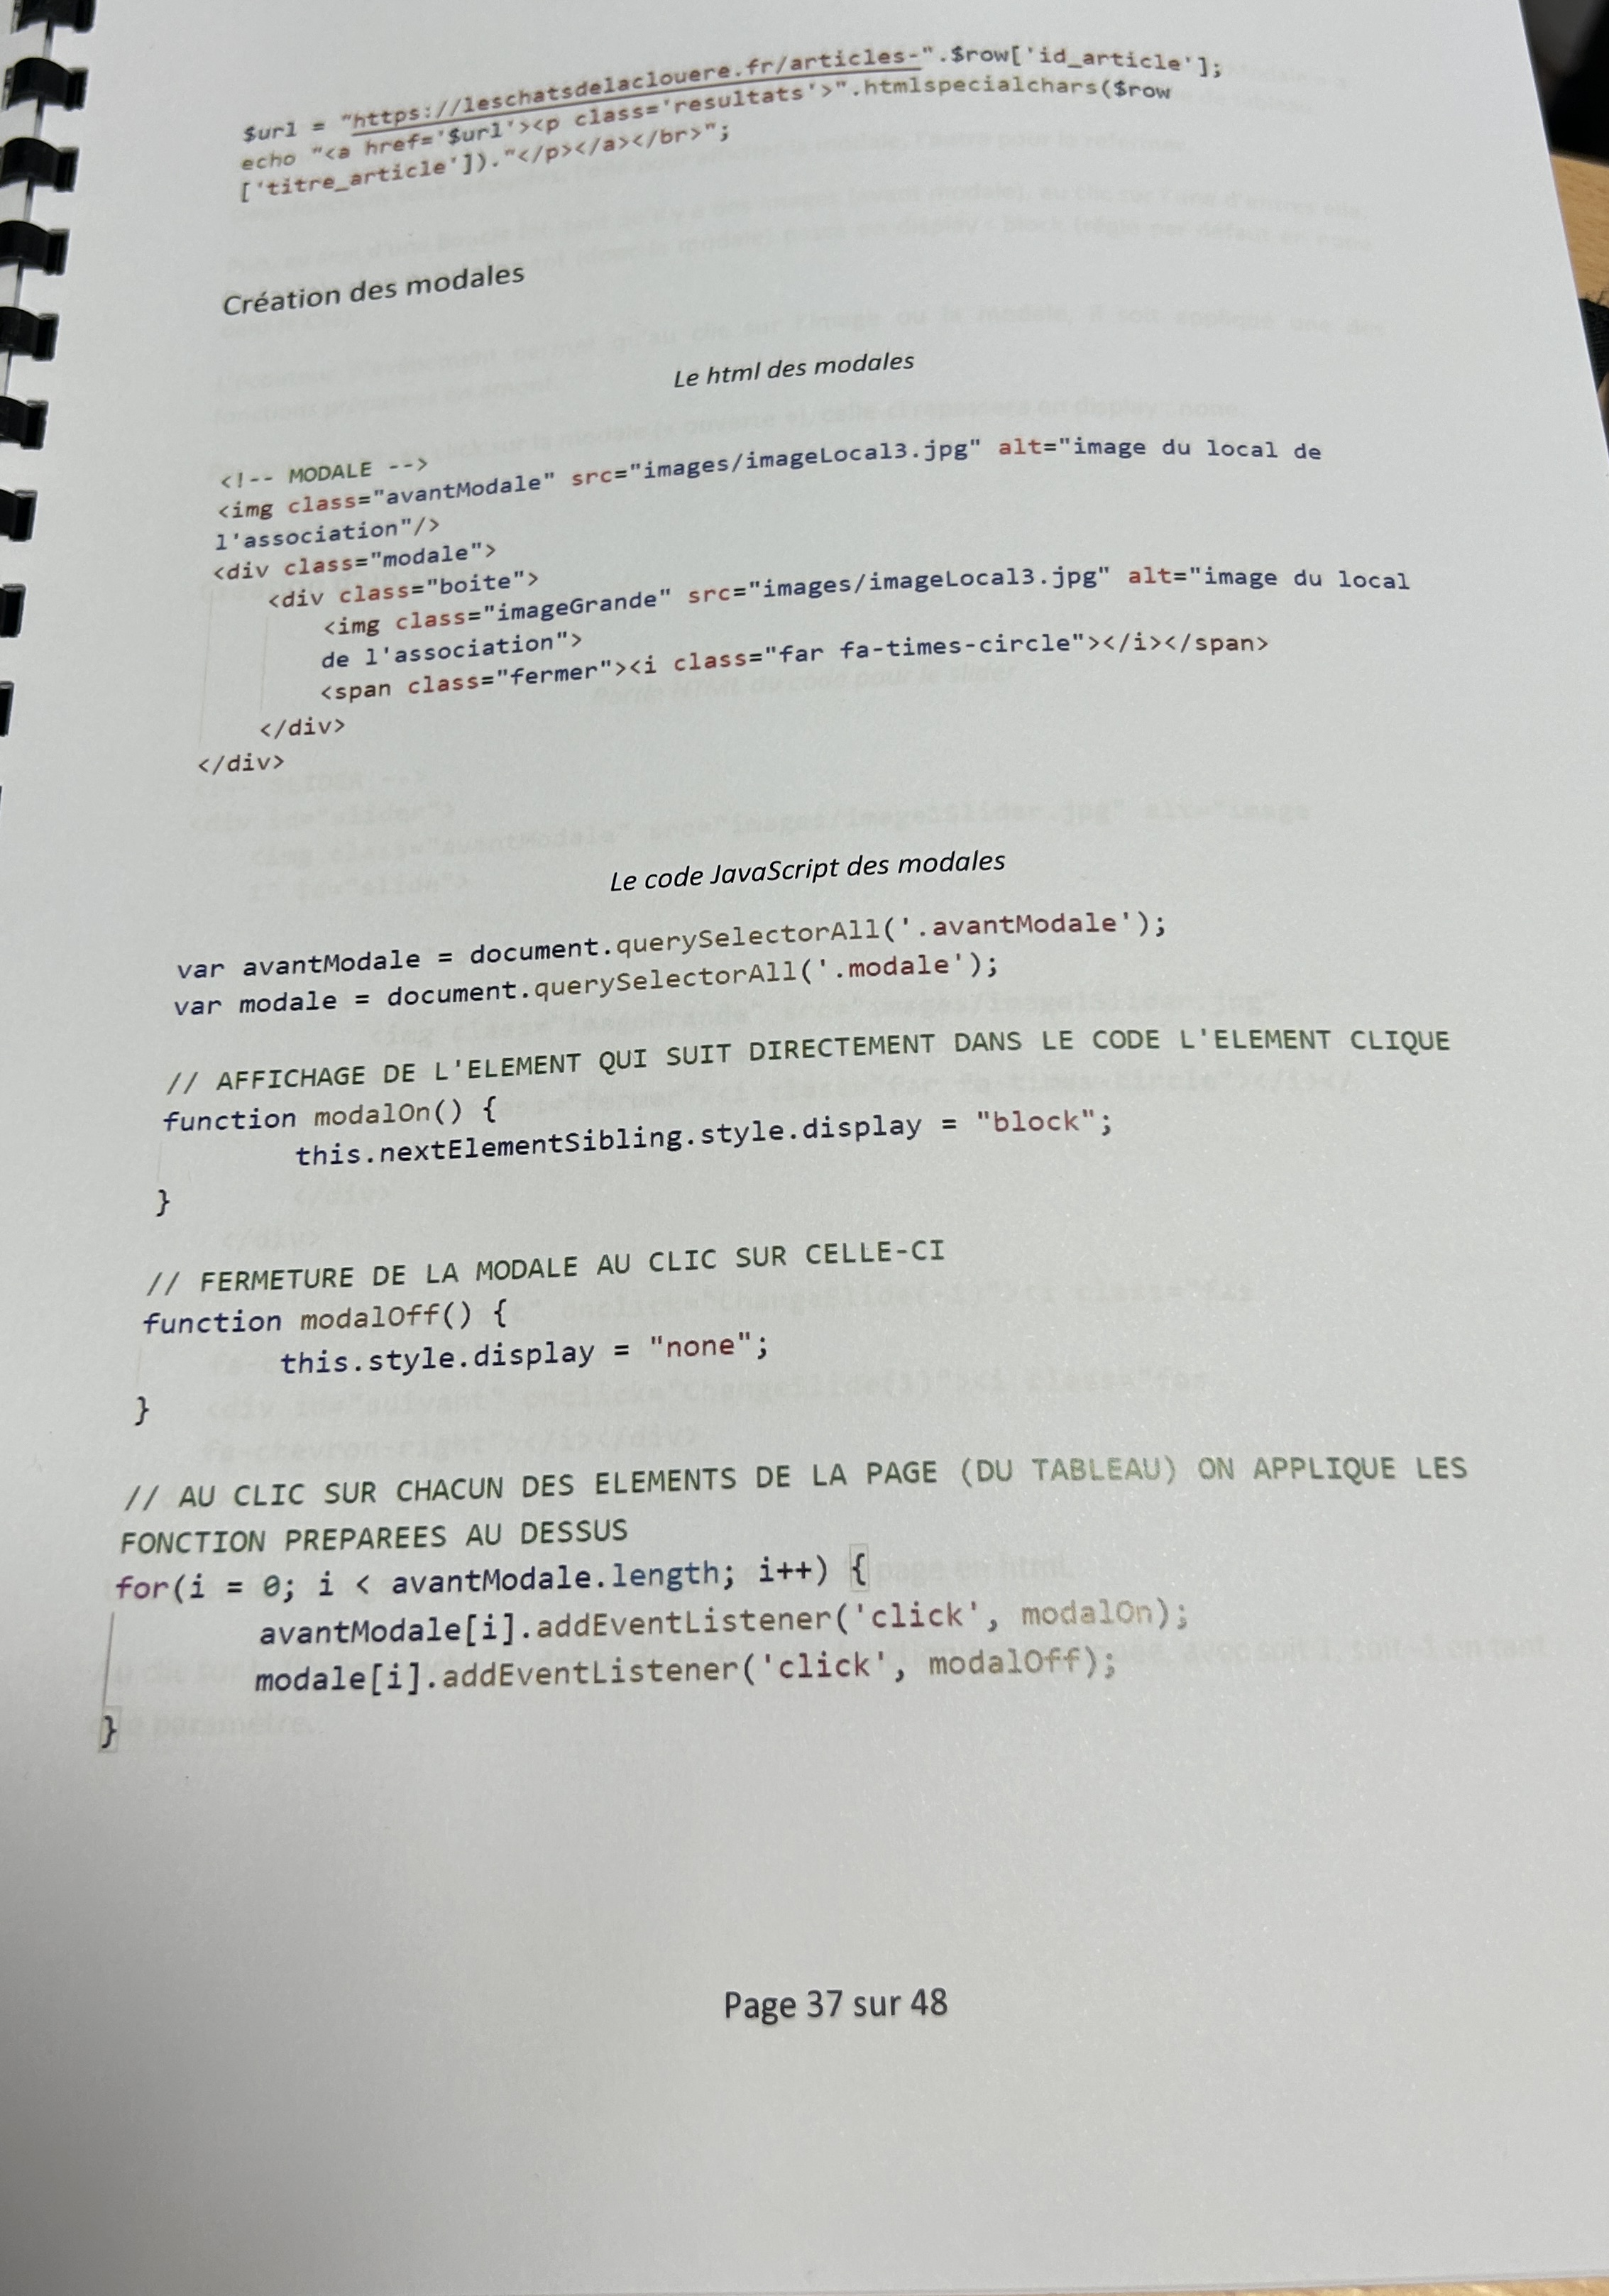 $url = "https://leschatsdelaclouere.fr/articles-".$row['id_article'];
echo "<a href='$url'><p class='resultats'>".htmlspecialchars($row
['titre_article'])."</p></a></br>";
Création des modales
Le html des modales
<!-- MODALE -->
<img class="avantModale" src="images/imageLocal3.jpg" alt="image du local de
l'association"/>
<div class="modale">
<div class="boite">
<img class="imageGrande" src="images/imageLocal3.jpg" alt="image du local
de l'association">
<span class="fermer"><i class="far fa-times-circle"></i></span>
</div>
</div>
Le code JavaScript des modales
var avantModale = document.querySelectorAll('.avantModale');
var modale = document.querySelectorAll('.modale');
// AFFICHAGE DE L'ELEMENT QUI SUIT DIRECTEMENT DANS LE CODE L'ELEMENT CLIQUE
function modalOn() {
this.nextElementSibling.style.display = "block";
}
// FERMETURE DE LA MODALE AU CLIC SUR CELLE-CI
function modalOff() {
this.style.display = "none";
}
// AU CLIC SUR CHACUN DES ELEMENTS DE LA PAGE (DU TABLEAU) ON APPLIQUE LES
FONCTION PREPAREES AU DESSUS
for(i = 0; i < avantModale.length; i++) {
avantModale[i].addEventListener('click', modalOn);
modale[i].addEventListener('click', modalOff);
}
Page 37 sur 48